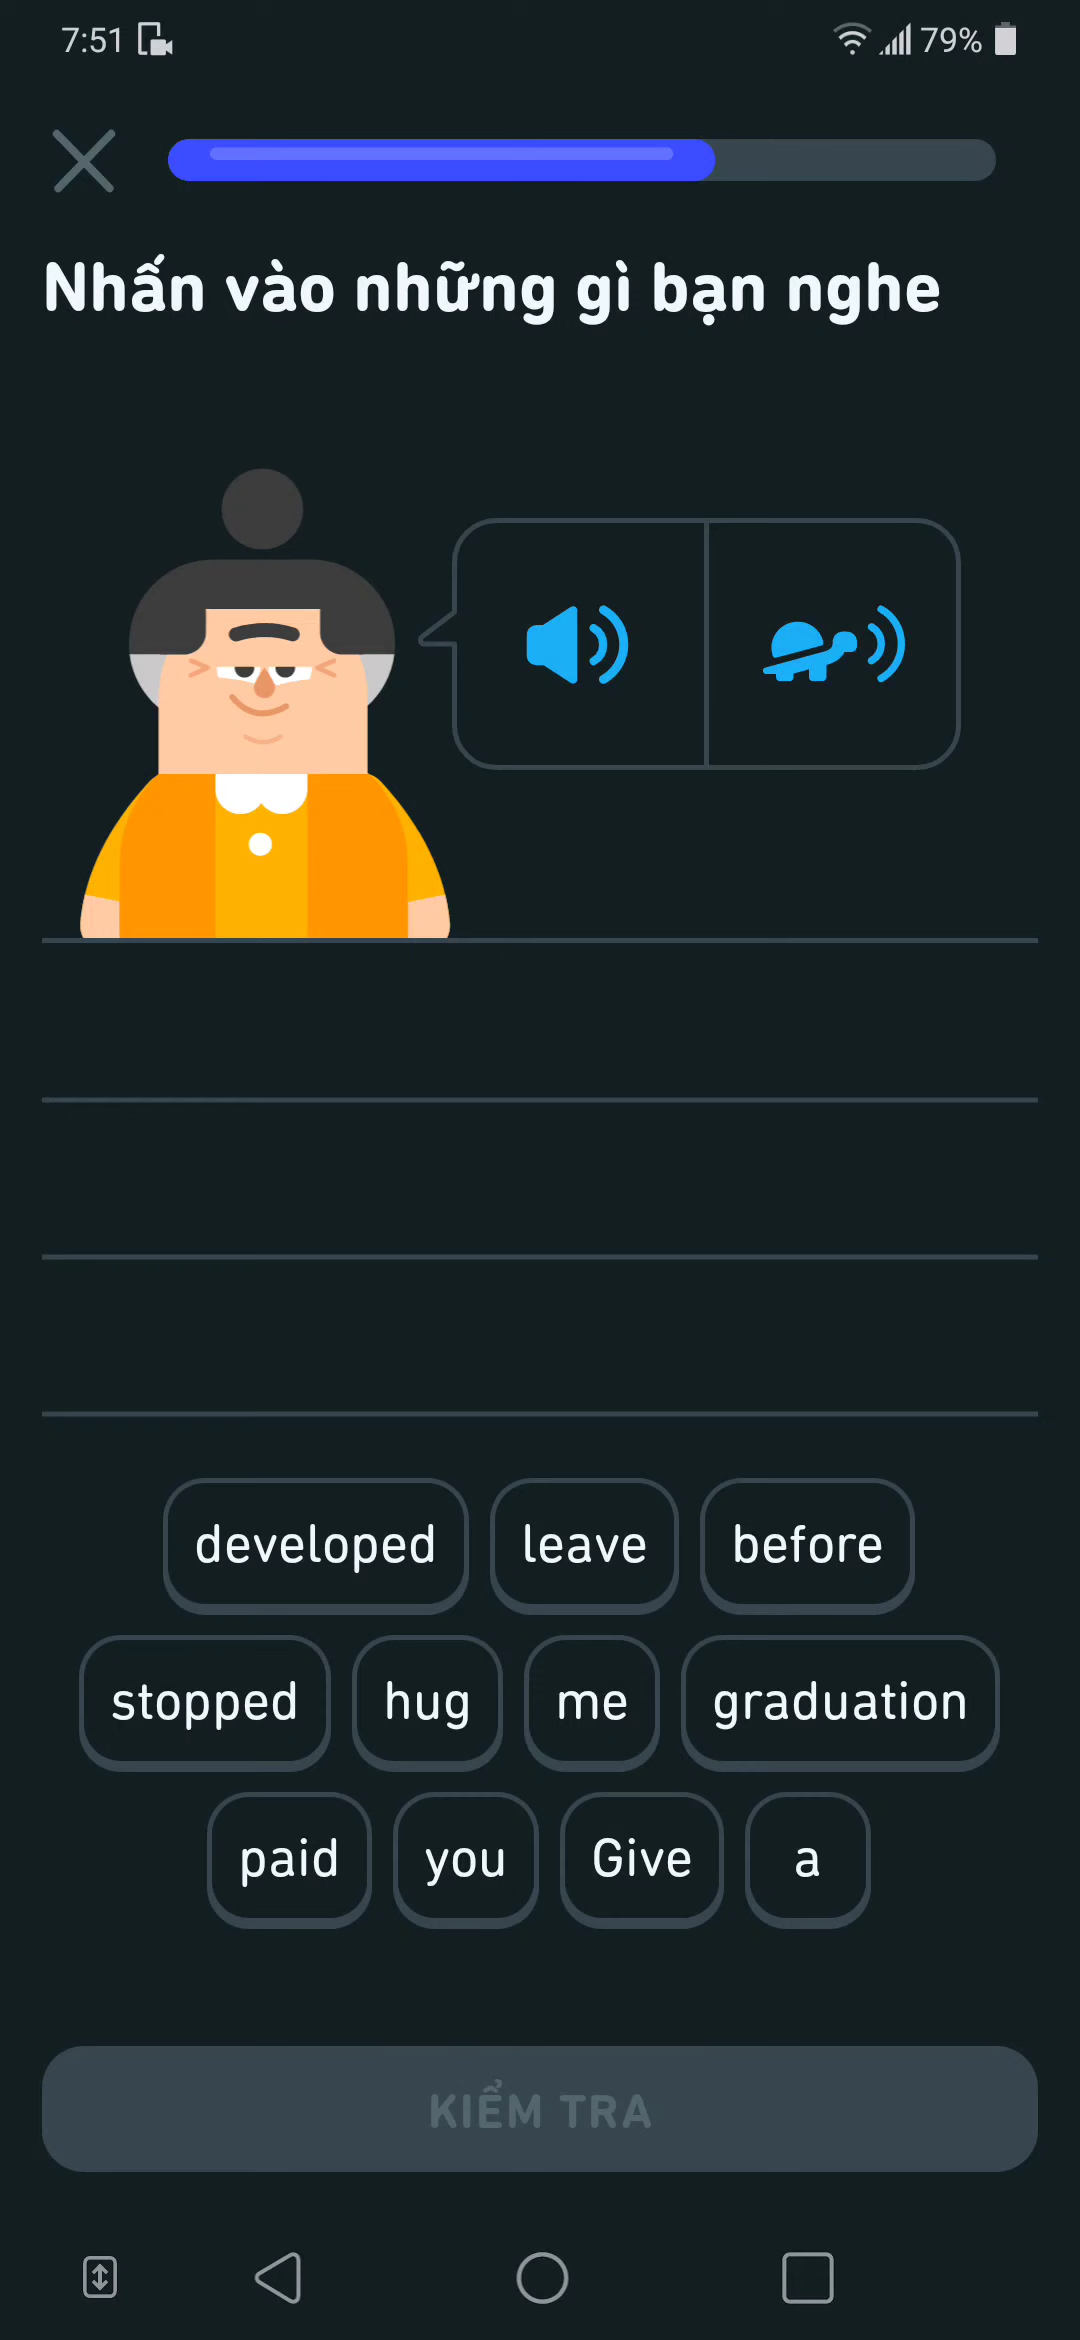 7:51 79%
Nhấn vào những gì bạn nghe
developed leave before
stopped hug me graduation
paid you Give a
KIỂM TRA